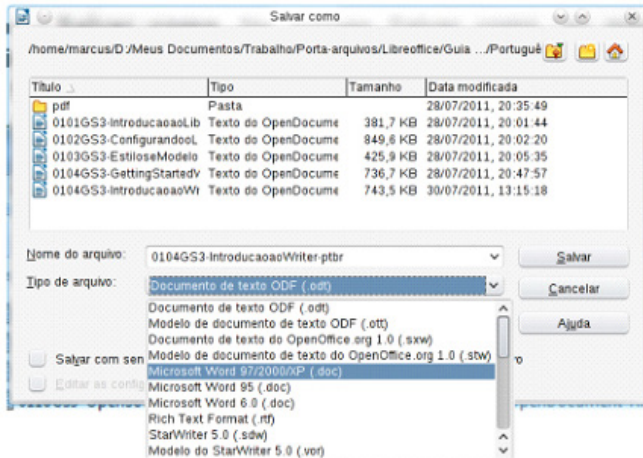 Salvar como
/home/marcus/D:/Meus Documentos/Trabalho/Porta-arquivos/Libreoffice/Guia .../Portuguê
Título Tipo Tamanho Data modificada
pdf Pasta 28/07/2011, 20:35:49
0101GS3-IntroducaoaoLib Texto do OpenDocume 381,7 KB 28/07/2011, 20:01:44
0102GS3-ConfigurandooL Texto do OpenDocume 849,6 KB 28/07/2011, 20:02:20
0103GS3-EstiloseModelo Texto do OpenDocume 425,9 KB 28/07/2011, 20:05:35
0104GS3-GettingStartedV Texto do OpenDocume 736,7 KB 28/07/2011, 20:47:57
0104GS3-IntroducaoaoWr Texto do OpenDocume 743,5 KB 30/07/2011, 13:15:18
Nome do arquivo: 0104GS3-IntroducaoaoWriter-ptbr Salvar
Tipo de arquivo: Documento de texto ODF (.odt) Cancelar
Documento de texto ODF (.odt)
Modelo de documento de texto ODF (.ott) Ajuda
Documento de texto do OpenOffice.org 1.0 (.sxw)
Salvar com sen Modelo de documento de texto do OpenOffice.org 1.0 (.stw) ro
Microsoft Word 97/2000/XP (.doc)
Editar as config Microsoft Word 95 (.doc)
Microsoft Word 6.0 (.doc)
Rich Text Format (.rtf)
StarWriter 5.0 (.sdw)
Modelo do StarWriter 5.0 (.vor)